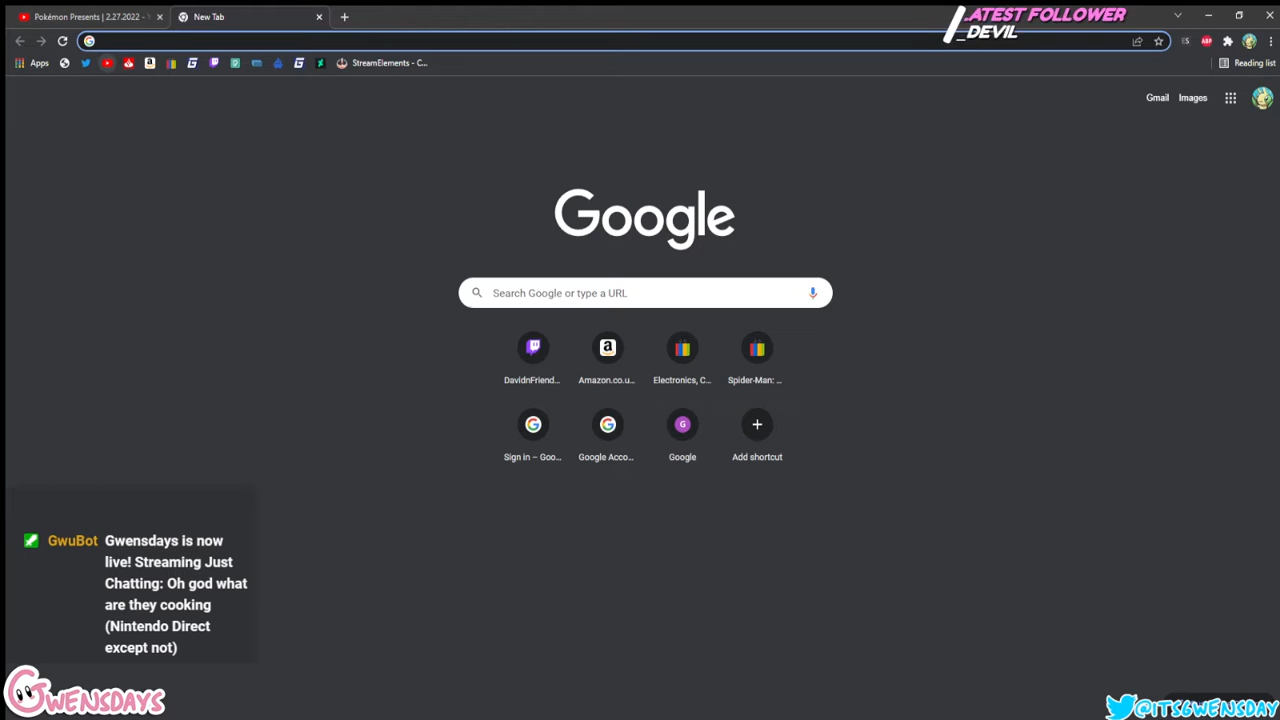 Pokémon Presents | 2.27.2022 -
New Tab
.ATEST FOLLOWER
_DEVIL
Apps
StreamElements - C...
Reading list
Gmail
Images
Google
Search Google or type a URL
DavidnFriend...
Amazon.co.u...
Electronics, C...
Spider-Man: ...
Sign in – Goo...
Google Acco...
G
Google
Add shortcut
GwuBot Gwensdays is now
live! Streaming Just
Chatting: Oh god what
are they cooking
(Nintendo Direct
except not)
GWENSDAYS
@ITSGWENSDAY